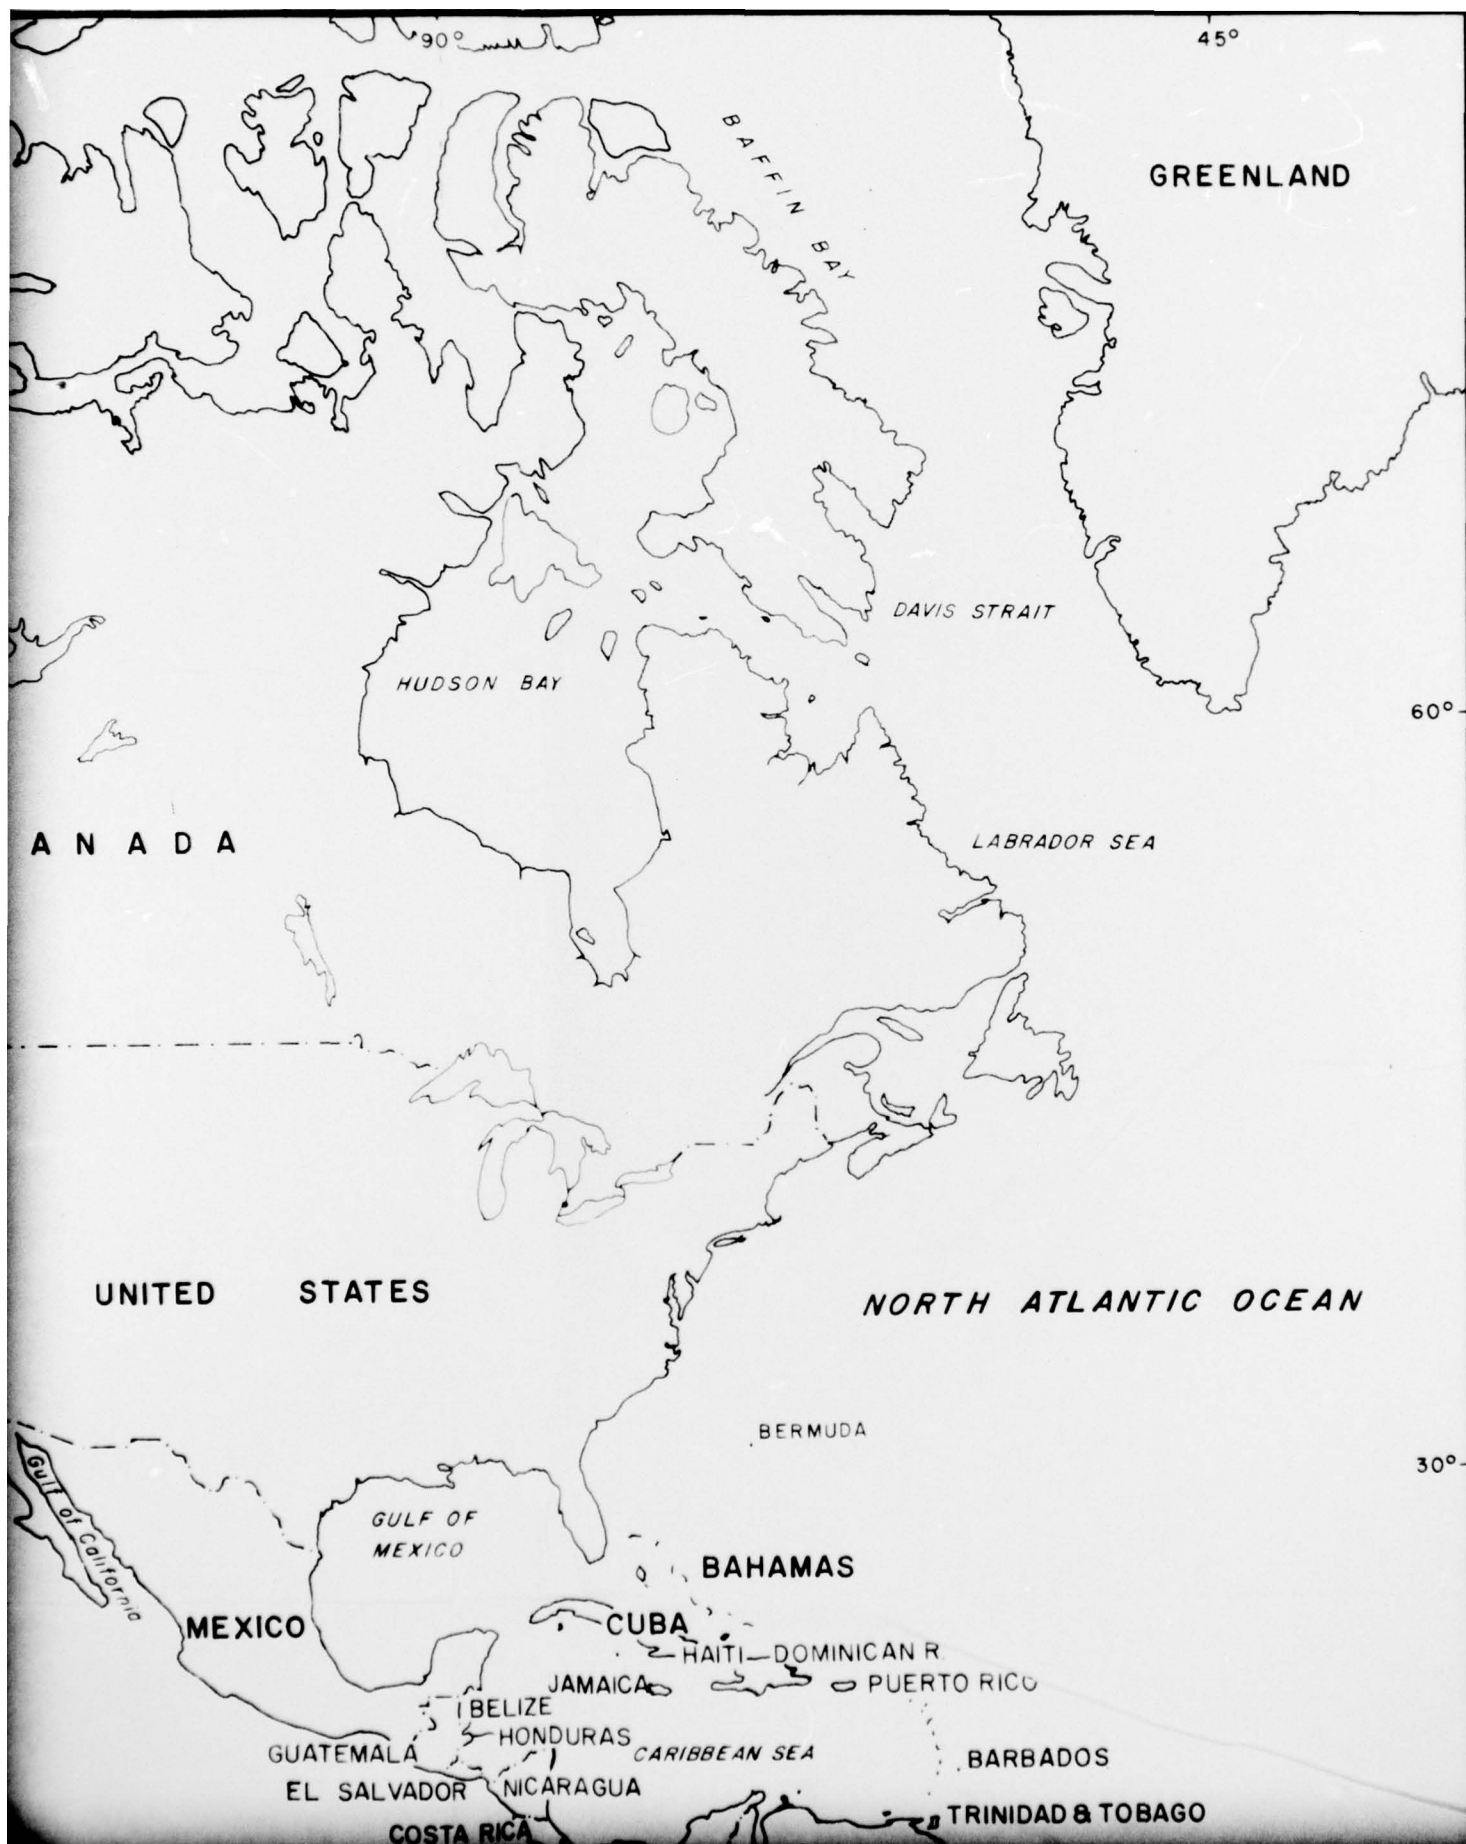 90°
45°
BAFFIN BAY
GREENLAND
DAVIS STRAIT
HUDSON BAY
60°
ANADA
LABRADOR SEA
UNITED STATES
NORTH ATLANTIC OCEAN
BERMUDA
30°
Gulf of California
GULF OF
MEXICO
BAHAMAS
MEXICO
CUBA
HAITI
DOMINICAN R.
JAMAICA
PUERTO RICO
BELIZE
HONDURAS
GUATEMALA
CARIBBEAN SEA
BARBADOS
EL SALVADOR
NICARAGUA
TRINIDAD & TOBAGO
COSTA RICA